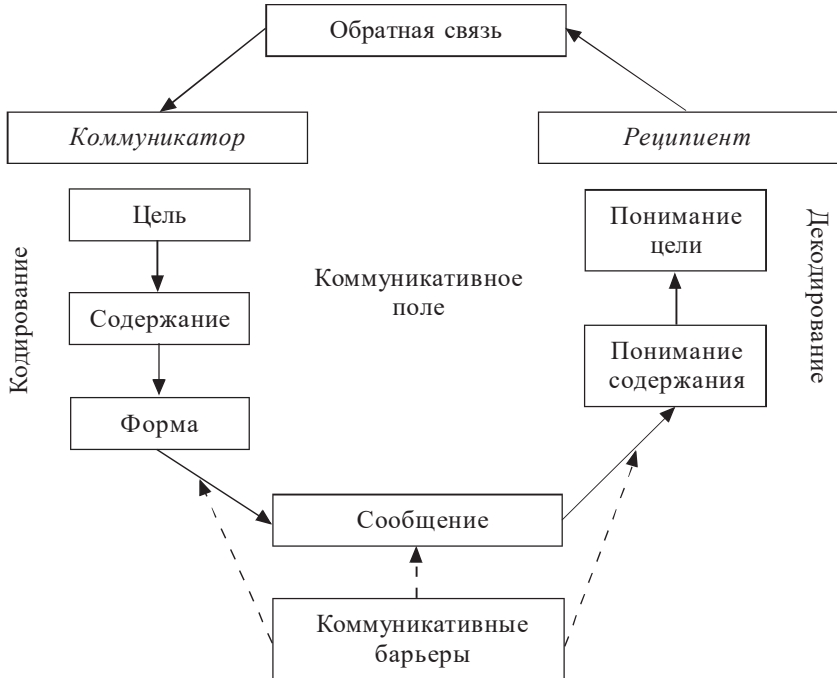 Обратная связь
Коммуникатор
Реципиент
Цель
Понимание
цели
Кодирование
Декодирование
Коммуникативное
поле
Содержание
Понимание
содержания
Форма
Сообщение
Коммуникативные
барьеры